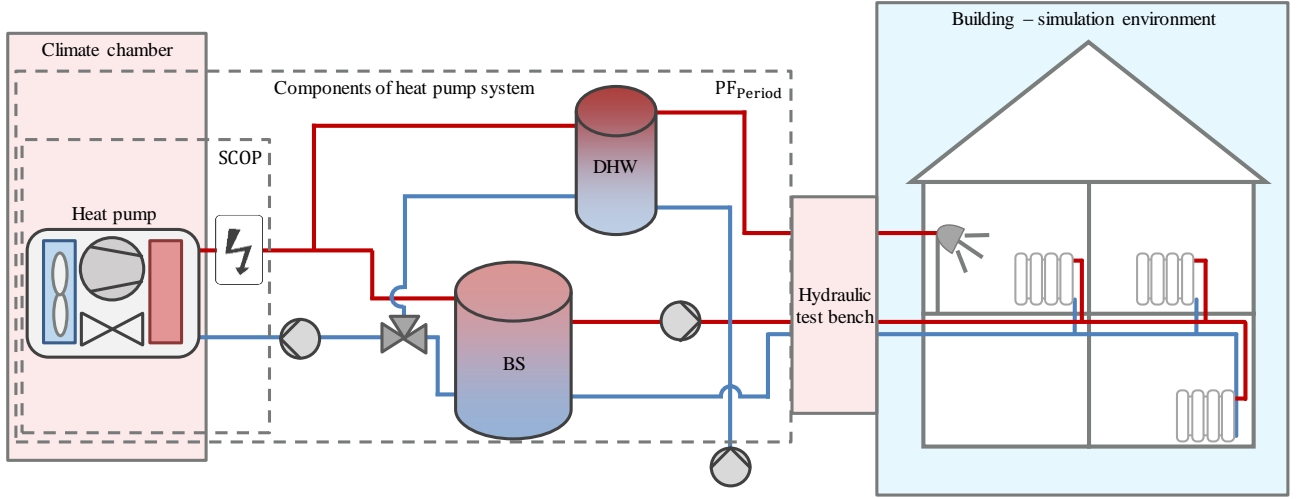 Building – simulation environment
Climate chamber
Components of heat pump system
PF_Period
SCOP
DHW
Heat pump
Hydraulic
test bench
BS